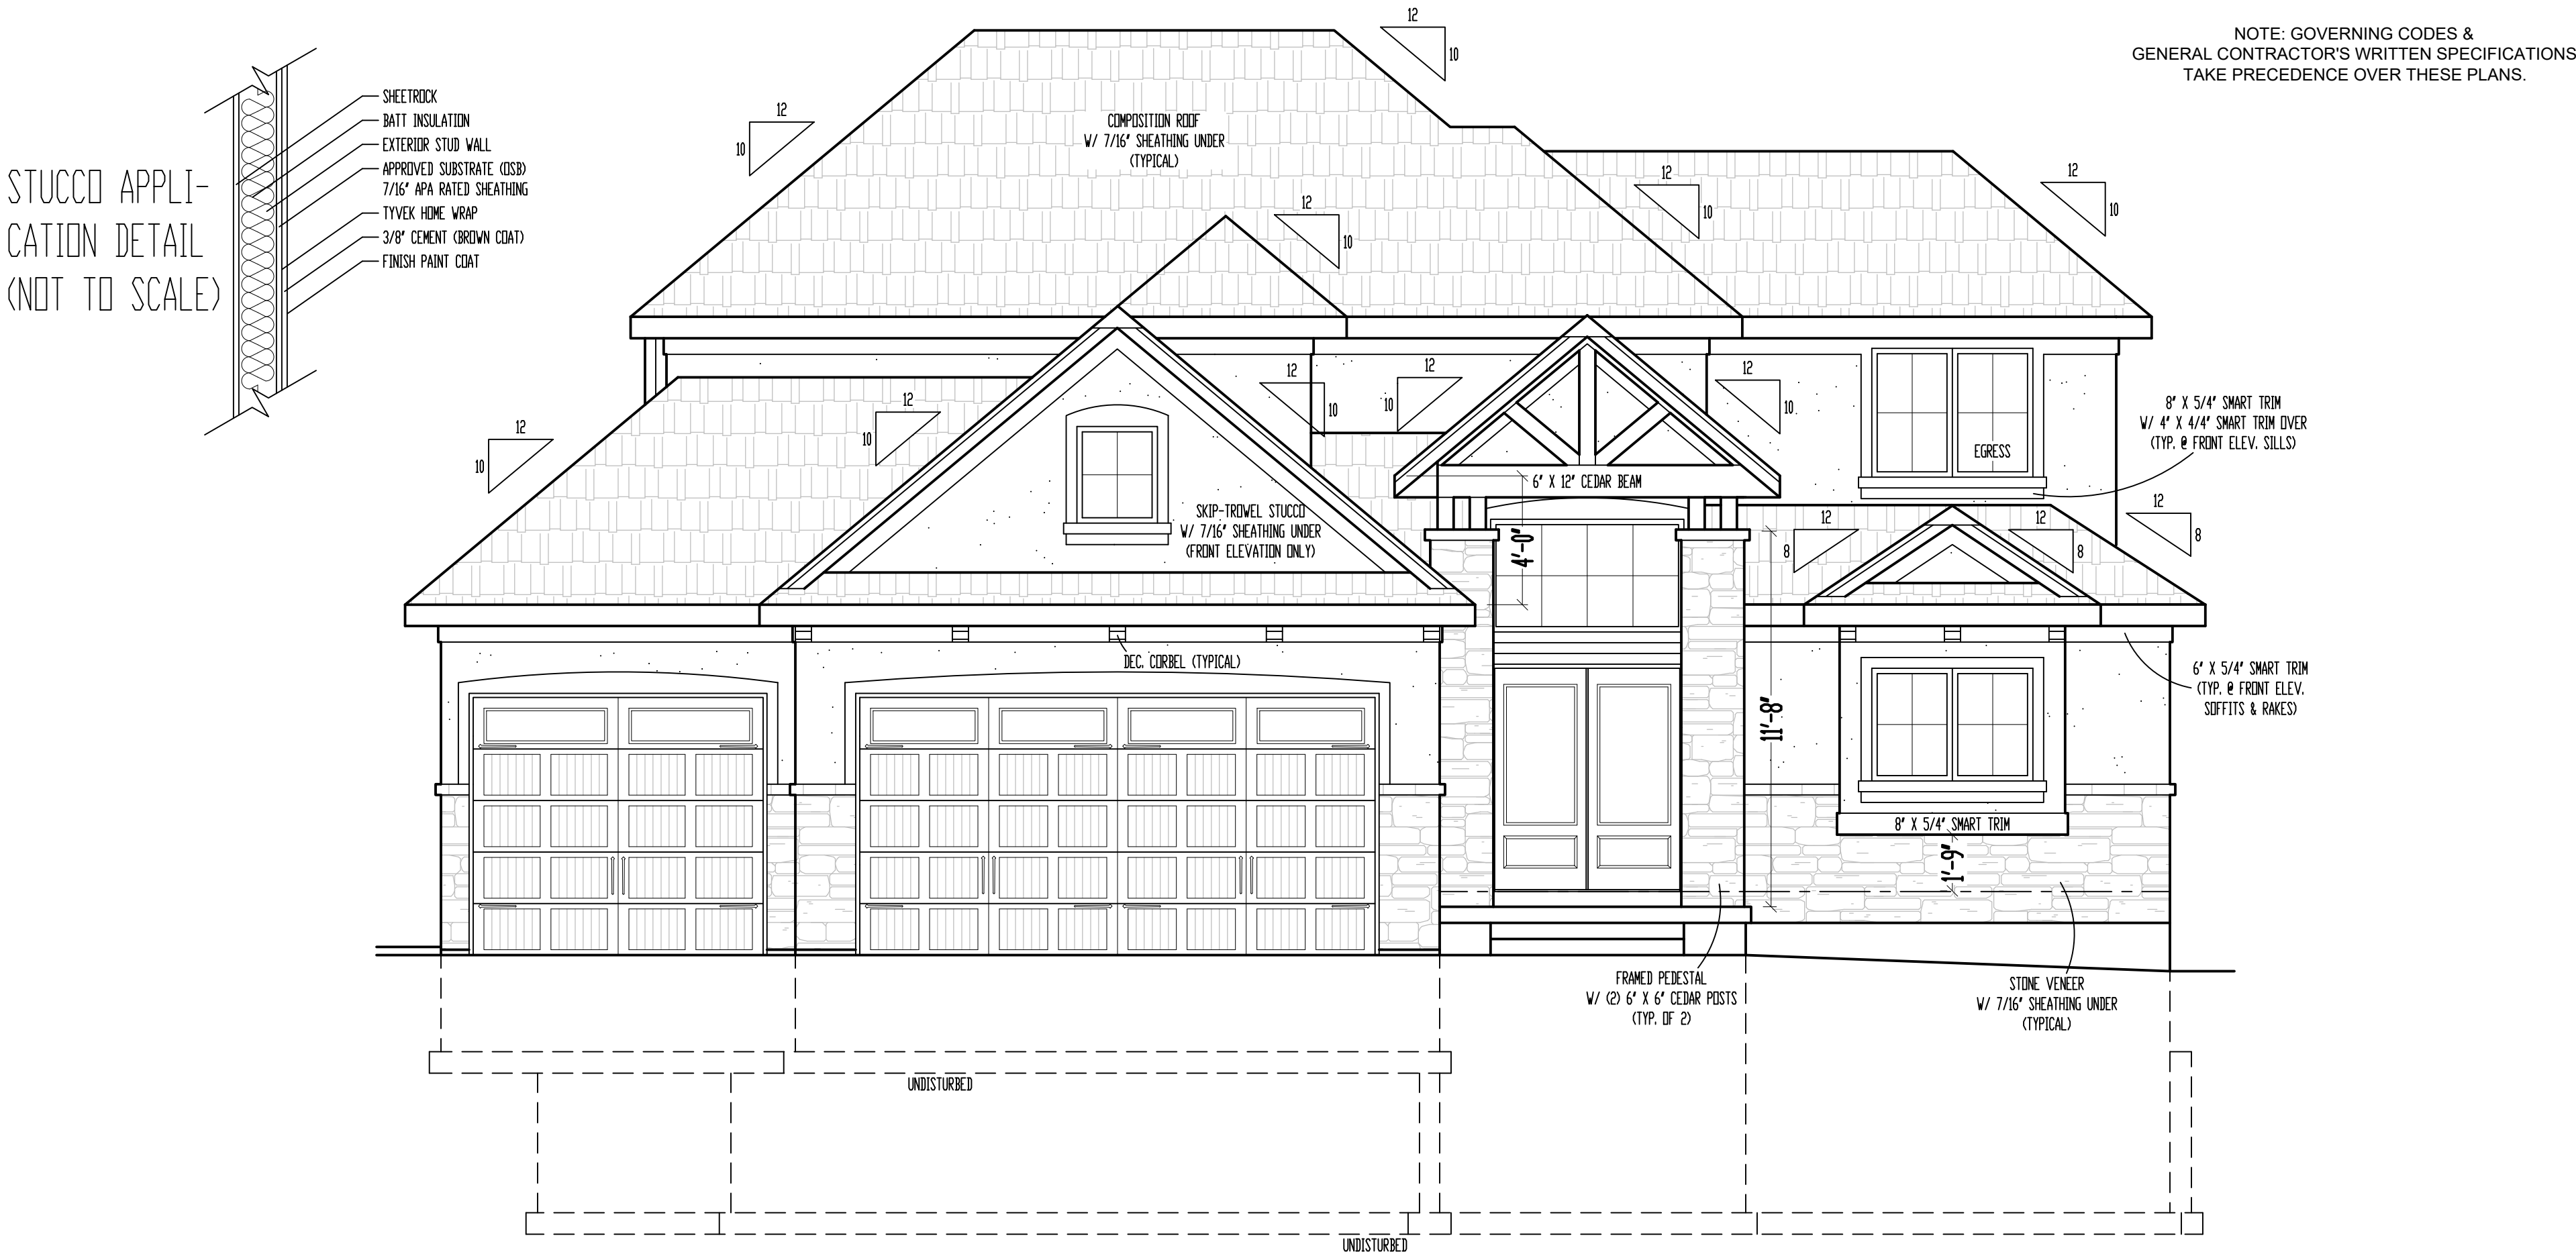 NOTE: GOVERNING CODES &
GENERAL CONTRACTOR'S WRITTEN SPECIFICATIONS
TAKE PRECEDENCE OVER THESE PLANS.
STUCCO APPLI-
CATION DETAIL
(NOT TO SCALE)
SHEETROCK
BATT INSULATION
EXTERIOR STUD WALL
APPROVED SUBSTRATE (OSB)
7/16" APA RATED SHEATHING
TYVEK HOME WRAP
3/8" CEMENT (BROWN COAT)
FINISH PAINT COAT
12
10
12
10
COMPOSITION ROOF
W/ 7/16" SHEATHING UNDER
(TYPICAL)
12
10
12
10
12
10
12
10
12
10
12
10
12
10
12
10
8" X 5/4" SMART TRIM
W/ 4" X 4/4" SMART TRIM OVER
(TYP. @ FRONT ELEV. SILLS)
EGRESS
6" X 12" CEDAR BEAM
SKIP-TROWEL STUCCO
W/ 7/16" SHEATHING UNDER
(FRONT ELEVATION ONLY)
4'-0"
12
8
12
8
12
8
DEC. CORBEL (TYPICAL)
6" X 5/4" SMART TRIM
(TYP. @ FRONT ELEV.
SOFFITS & RAKES)
11'-8"
8" X 5/4" SMART TRIM
1'-9"
FRAMED PEDESTAL
W/ (2) 6" X 6" CEDAR POSTS
(TYP. OF 2)
STONE VENEER
W/ 7/16" SHEATHING UNDER
(TYPICAL)
UNDISTURBED
UNDISTURBED